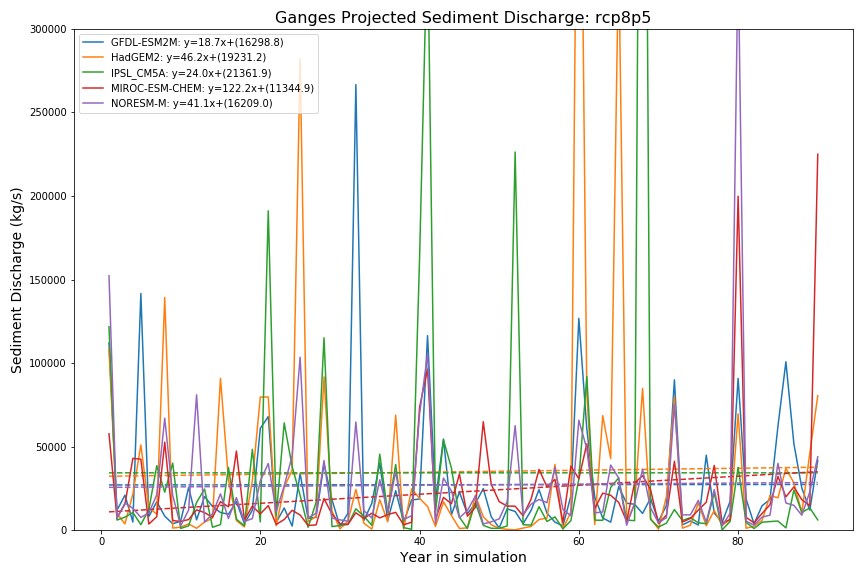 Ganges Projected Sediment Discharge: rcp8p5
GFDL-ESM2M: y=18.7x+(16298.8)
HadGEM2: y=46.2x+(19231.2)
IPSL_CM5A: y=24.0x+(21361.9)
MIROC-ESM-CHEM: y=122.2x+(11344.9)
NORESM-M: y=41.1x+(16209.0)
Sediment Discharge (kg/s)
300000
250000
200000
150000
100000
50000
0
0 20 40 60 80
Year in simulation